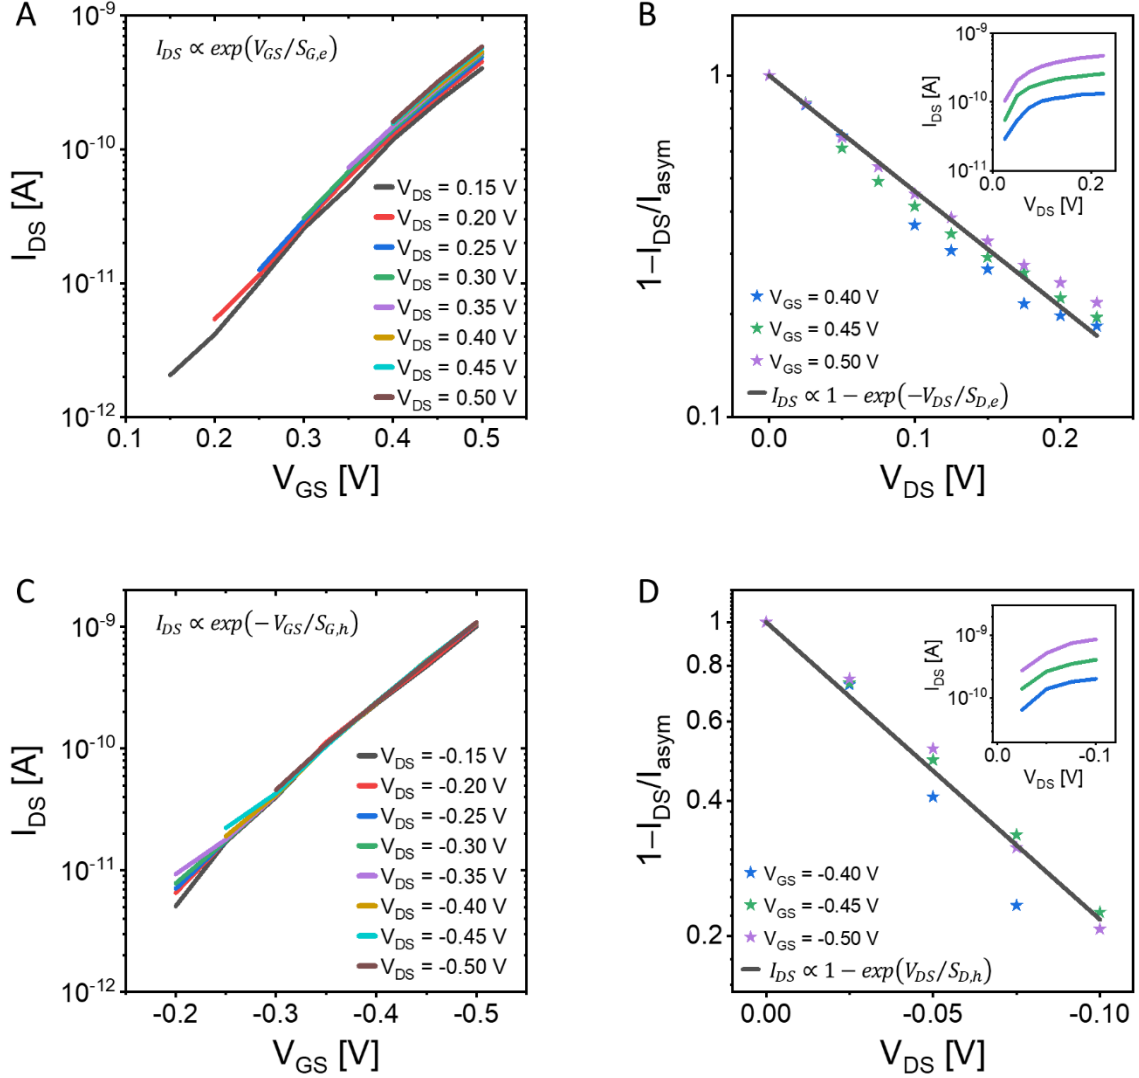 A
I_DS ∝ exp(V_GS/S_G,e)
10^-9
10^-10
10^-11
10^-12
I_DS [A]
V_DS = 0.15 V
V_DS = 0.20 V
V_DS = 0.25 V
V_DS = 0.30 V
V_DS = 0.35 V
V_DS = 0.40 V
V_DS = 0.45 V
V_DS = 0.50 V
0.1 0.2 0.3 0.4 0.5
V_GS [V]
B
1
0.1
1−I_DS/I_asym
10^-9
10^-10
10^-11
I_DS [A]
0.0 0.2
V_DS [V]
V_GS = 0.40 V
V_GS = 0.45 V
V_GS = 0.50 V
I_DS ∝ 1 − exp(−V_DS/S_D,e)
0.0 0.1 0.2
V_DS [V]
C
I_DS ∝ exp(−V_GS/S_G,h)
10^-9
10^-10
10^-11
10^-12
I_DS [A]
V_DS = -0.15 V
V_DS = -0.20 V
V_DS = -0.25 V
V_DS = -0.30 V
V_DS = -0.35 V
V_DS = -0.40 V
V_DS = -0.45 V
V_DS = -0.50 V
-0.2 -0.3 -0.4 -0.5
V_GS [V]
D
1
0.8
0.6
0.4
0.2
1−I_DS/I_asym
10^-9
10^-10
I_DS [A]
0.0 -0.1
V_DS [V]
V_GS = -0.40 V
V_GS = -0.45 V
V_GS = -0.50 V
I_DS ∝ 1 − exp(V_DS/S_D,h)
0.00 -0.05 -0.10
V_DS [V]